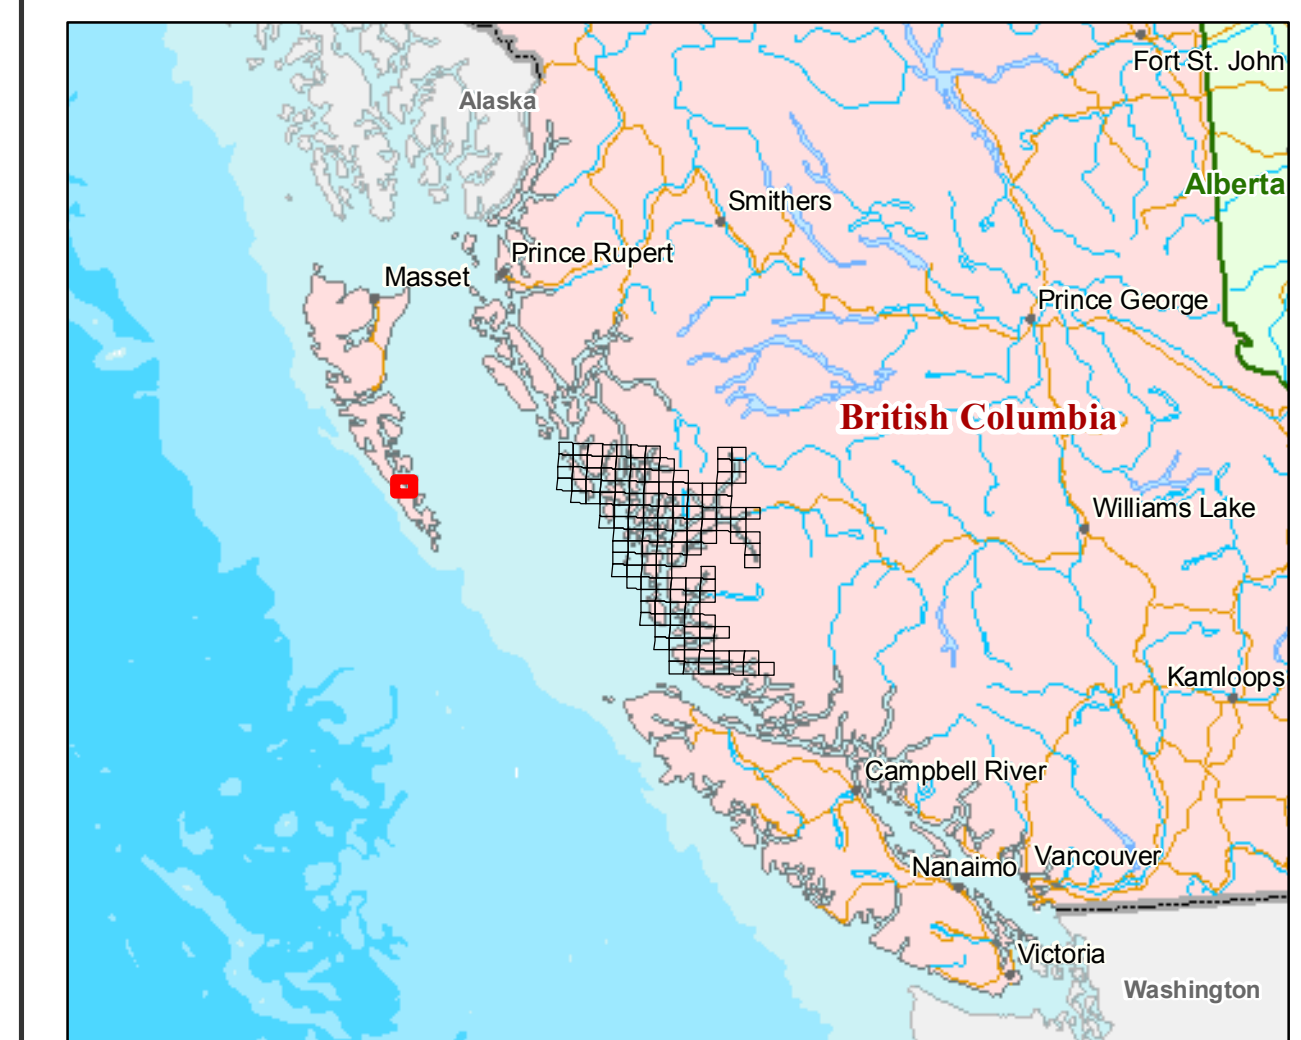 Fort St. John
Alaska
Alberta
Smithers
Prince Rupert
Masset
Prince George
British Columbia
Williams Lake
Kamloops
Campbell River
Nanaimo
Vancouver
Victoria
Washington